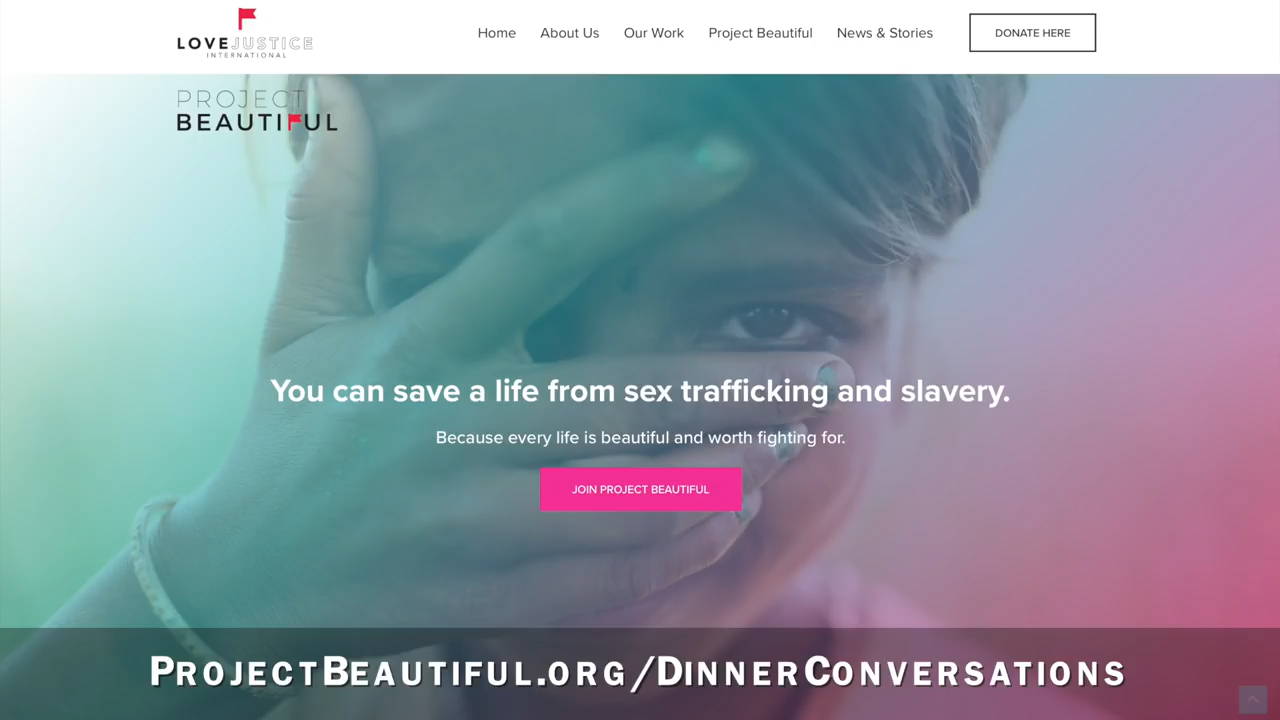 LOVEJUSTICE
INTERNATIONAL
Home About Us Our Work Project Beautiful News & Stories DONATE HERE
PROJECT
BEAUTIFUL
You can save a life from sex trafficking and slavery.
Because every life is beautiful and worth fighting for.
JOIN PROJECT BEAUTIFUL
PROJECTBEAUTIFUL.ORG/DINNERCONVERSATIONS